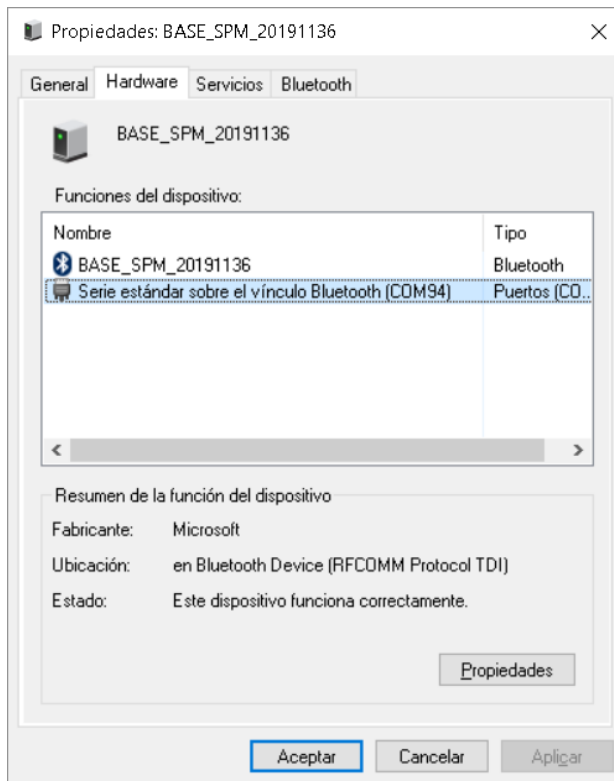 Propiedades: BASE_SPM_20191136
General Hardware Servicios Bluetooth
BASE_SPM_20191136
Funciones del dispositivo:
Nombre Tipo
BASE_SPM_20191136 Bluetooth
Serie estándar sobre el vínculo Bluetooth (COM94) Puertos (CO...
Resumen de la función del dispositivo
Fabricante: Microsoft
Ubicación: en Bluetooth Device (RFCOMM Protocol TDI)
Estado: Este dispositivo funciona correctamente.
Propiedades
Aceptar Cancelar Aplicar